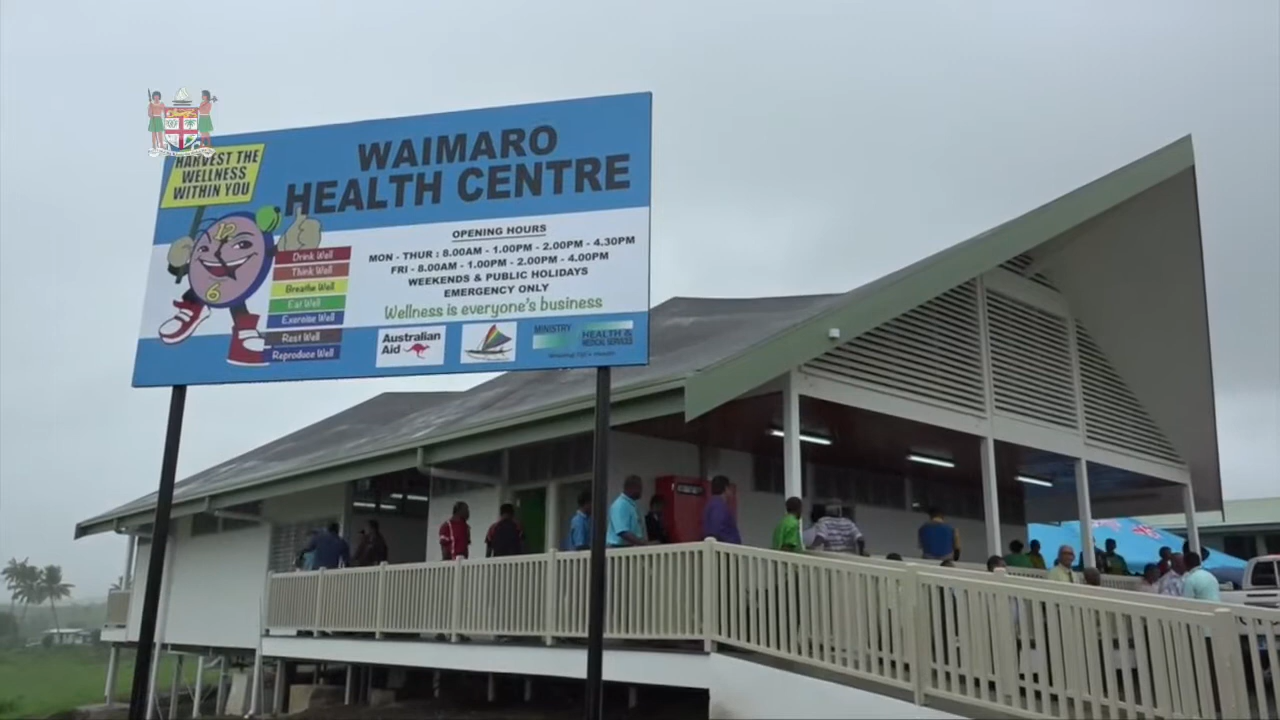 HARVEST THE
WELLNESS
WITHIN YOU
WAIMARO
HEALTH CENTRE
12
6
Drink Well
Think Well
Breathe Well
Eat Well
Exercise Well
Rest Well
Reproduce Well
OPENING HOURS
MON - THUR : 8.00AM - 1.00PM - 2.00PM - 4.30PM
FRI - 8.00AM - 1.00PM - 2.00PM - 4.00PM
WEEKENDS & PUBLIC HOLIDAYS
EMERGENCY ONLY
Wellness is everyone's business
Australian
Aid
MINISTRY
HEALTH
& MEDICAL SERVICES